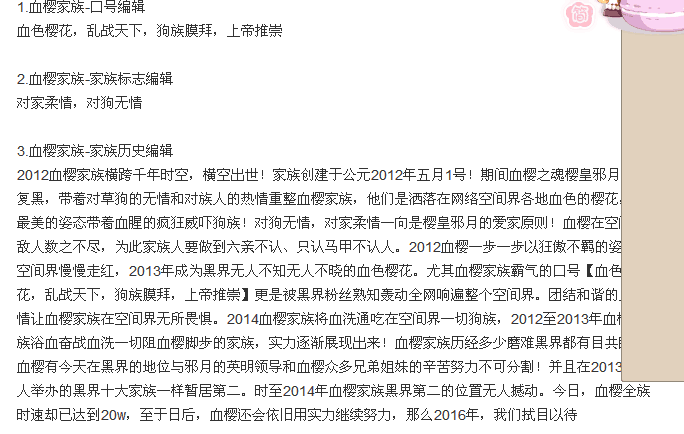 1.血樱家族-口号编辑
血色樱花，乱战天下，狗族膜拜，上帝推崇
2.血樱家族-家族标志编辑
对家柔情，对狗无情
3.血樱家族-家族历史编辑
2012血樱家族横跨千年时空，横空出世！家族创建于公元2012年五月1号！期间血樱之魂樱皇邪月
复黑，带着对草狗的无情和对族人的热情重整血樱家族，他们是洒落在网络空间界各地血色的樱花，
最美的姿态带着血腥的疯狂威吓狗族！对狗无情，对家柔情一向是樱皇邪月的爱家原则！血樱在空间
敌人数之不尽，为此家族人要做到六亲不认、只认马甲不认人。2012血樱一步一步以狂傲不羁的姿
空间界慢慢走红，2013年成为黑界无人不知无人不晓的血色樱花。尤其血樱家族霸气的口号【血色
花，乱战天下，狗族膜拜，上帝推崇】更是被黑界粉丝熟知轰动全网响遍整个空间界。团结和谐的
情让血樱家族在空间界无所畏惧。2014血樱家族将血洗通吃在空间界一切狗族，2012至2013年血樱
族浴血奋战血洗一切阻血樱脚步的家族，实力逐渐展现出来！血樱家族历经多少磨难黑界都有目共
血樱有今天在黑界的地位与邪月的英明领导和血樱众多兄弟姐妹的辛苦努力不可分割！并且在2013
人举办的黑界十大家族一样暂居第二。时至2014年血樱家族黑界第二的位置无人撼动。今日，血樱全族
时速却已达到20w，至于日后，血樱还会依旧用实力继续努力，那么2016年，我们拭目以待